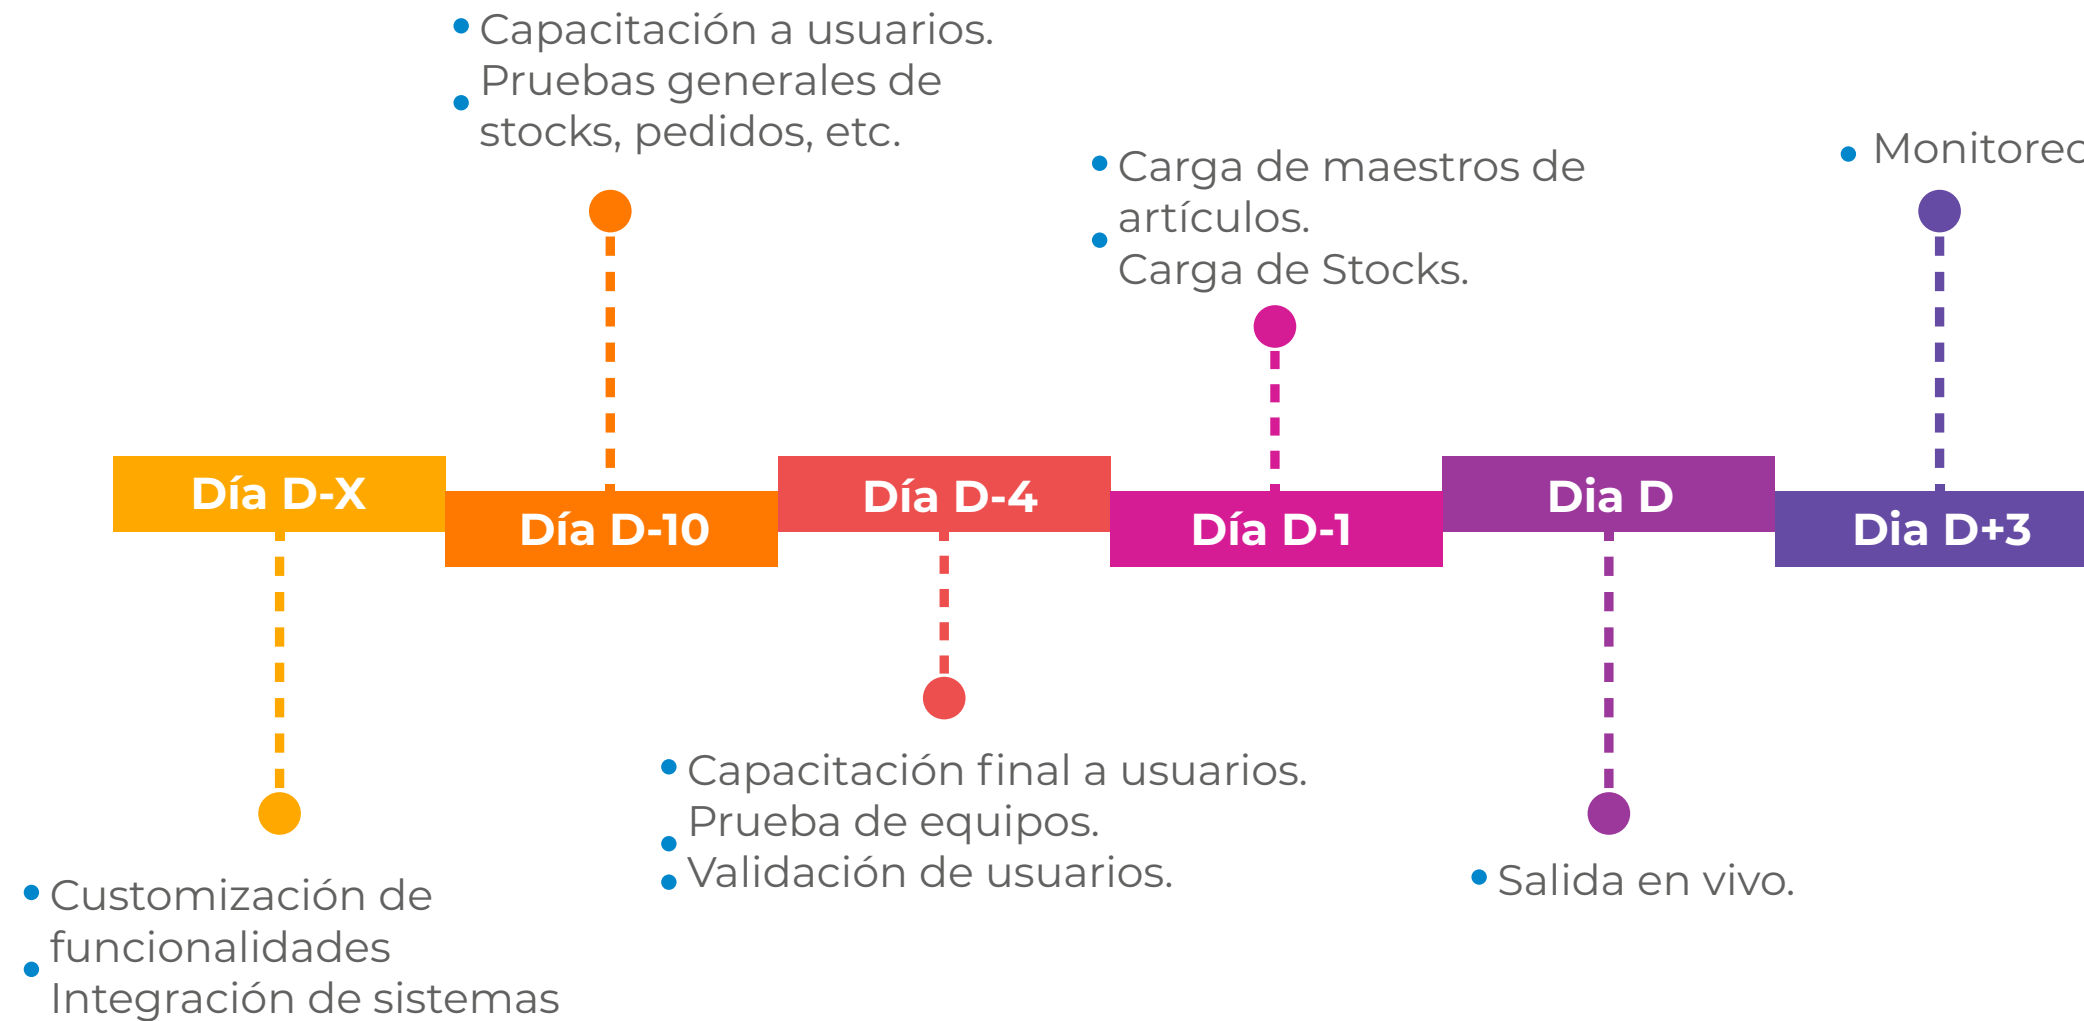 Capacitación a usuarios.
Pruebas generales de
stocks, pedidos, etc.
Carga de maestros de
artículos.
Carga de Stocks.
Monitoreo
Día D-X
Día D-10
Día D-4
Día D-1
Dia D
Dia D+3
Capacitación final a usuarios.
Prueba de equipos.
Validación de usuarios.
Salida en vivo.
Customización de
funcionalidades
Integración de sistemas